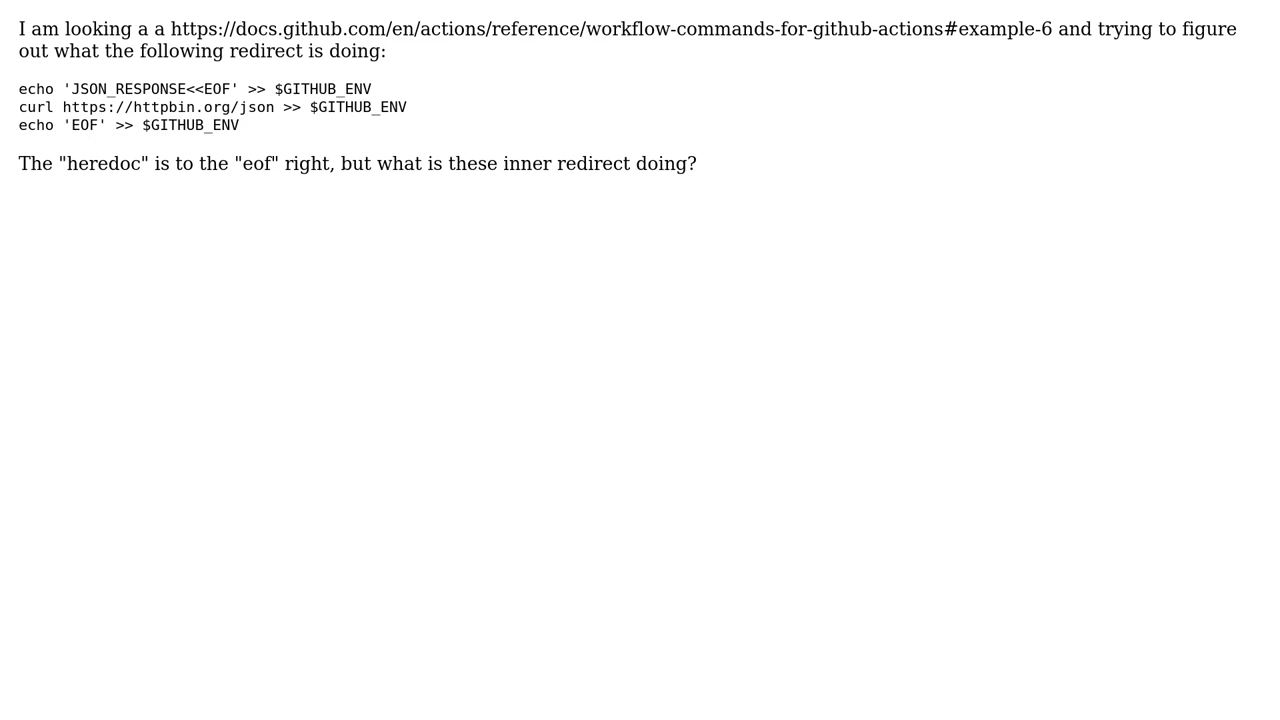 I am looking a a https://docs.github.com/en/actions/reference/workflow-commands-for-github-actions#example-6 and trying to figure
out what the following redirect is doing:
echo 'JSON_RESPONSE<<EOF' >> $GITHUB_ENV
curl https://httpbin.org/json >> $GITHUB_ENV
echo 'EOF' >> $GITHUB_ENV
The "heredoc" is to the "eof" right, but what is these inner redirect doing?